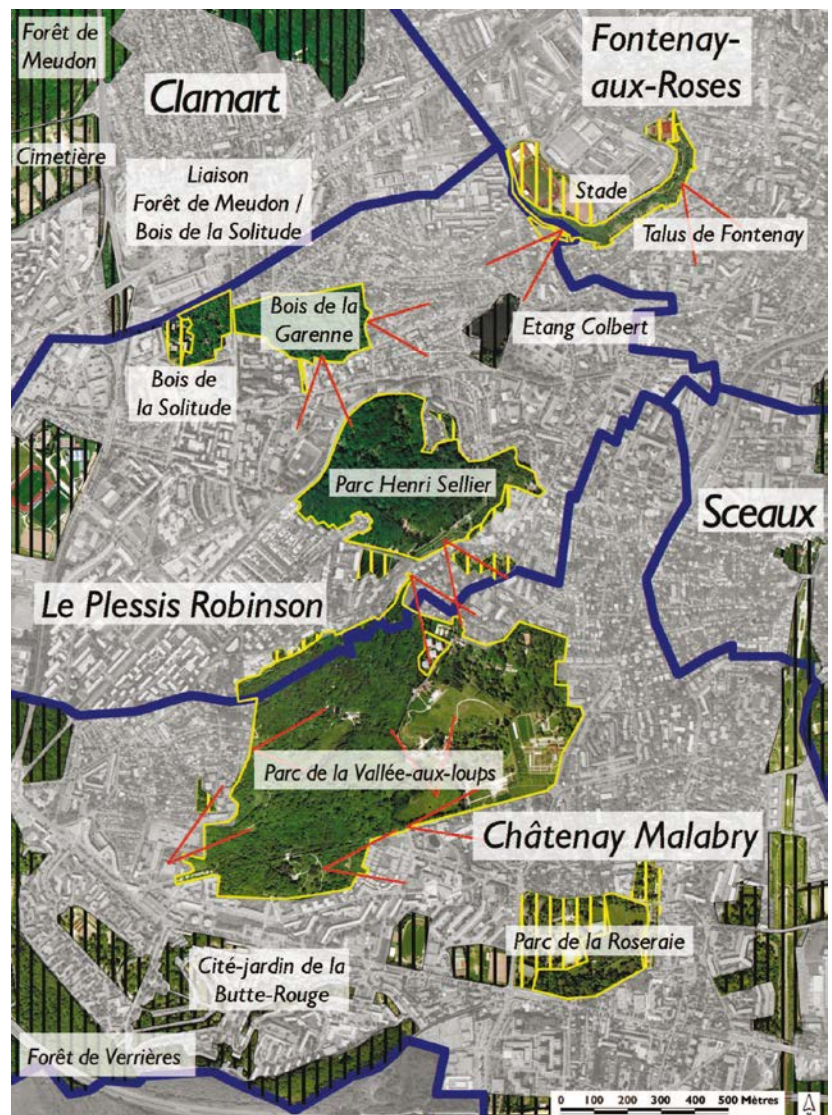 Forêt de
Meudon
Clamart
Fontenay-
aux-Roses
Cimetière
Liaison
Forêt de Meudon /
Bois de la Solitude
Stade
Talus de Fontenay
Bois de la
Garenne
Etang Colbert
Bois de
la Solitude
Parc Henri Sellier
Sceaux
Le Plessis Robinson
Parc de la Vallée-aux-loups
Châtenay Malabry
Parc de la Roseraie
Cité-jardin de la
Butte-Rouge
Forêt de Verrières
0 100 200 300 400 500 Mètres